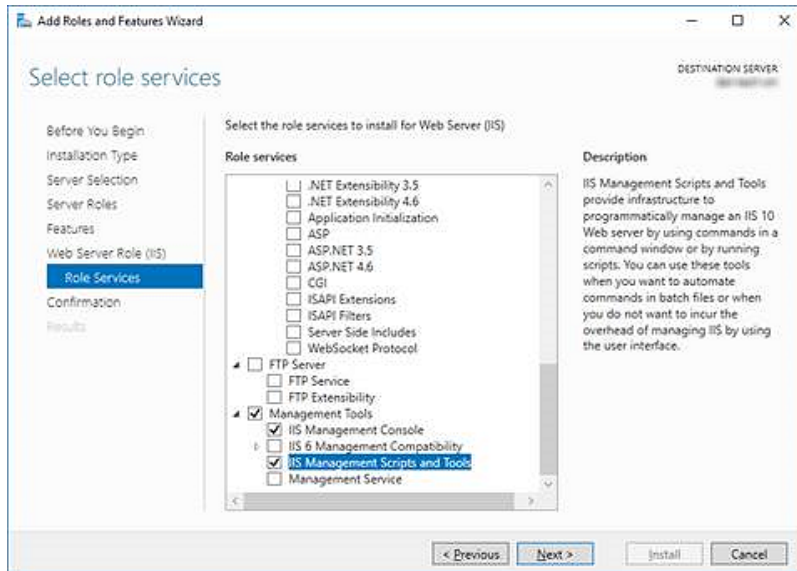 Add Roles and Features Wizard
Select role services
DESTINATION SERVER
Before You Begin
Installation Type
Server Selection
Server Roles
Features
Web Server Role (IIS)
Role Services
Confirmation
Results
Select the role services to install for Web Server (IIS)
Role services
.NET Extensibility 3.5
.NET Extensibility 4.6
Application Initialization
ASP
ASP.NET 3.5
ASP.NET 4.6
CGI
ISAPI Extensions
ISAPI Filters
Server Side Includes
WebSocket Protocol
FTP Server
FTP Service
FTP Extensibility
Management Tools
IIS Management Console
IIS 6 Management Compatibility
IIS Management Scripts and Tools
Management Service
Description
IIS Management Scripts and Tools
provide infrastructure to
programmatically manage an IIS 10
Web server by using commands in a
command window or by running
scripts. You can use these tools
when you want to automate
commands in batch files or when
you do not want to incur the
overhead of managing IIS by using
the user interface.
< Previous
Next >
Install
Cancel